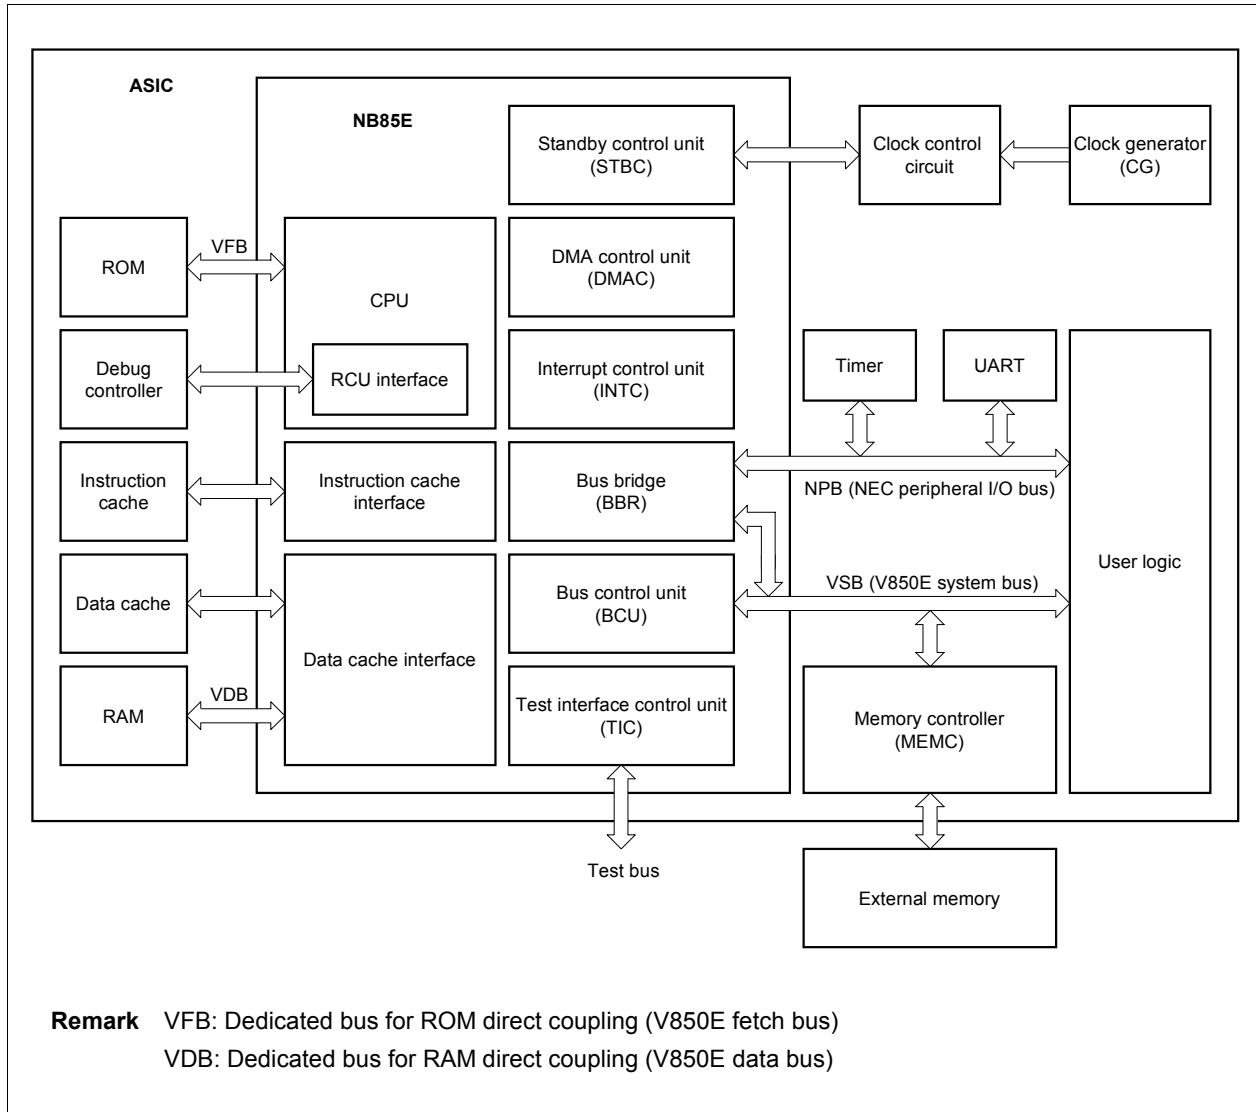 ASIC
NB85E
Standby control unit
(STBC)
Clock control
circuit
Clock generator
(CG)
ROM
VFB
CPU
DMA control unit
(DMAC)
Debug
controller
RCU interface
Interrupt control unit
(INTC)
Timer
UART
Instruction
cache
Instruction cache
interface
Bus bridge
(BBR)
NPB (NEC peripheral I/O bus)
User logic
Data cache
Data cache interface
Bus control unit
(BCU)
VSB (V850E system bus)
RAM
VDB
Test interface control unit
(TIC)
Memory controller
(MEMC)
Test bus
External memory
Remark VFB: Dedicated bus for ROM direct coupling (V850E fetch bus)
VDB: Dedicated bus for RAM direct coupling (V850E data bus)